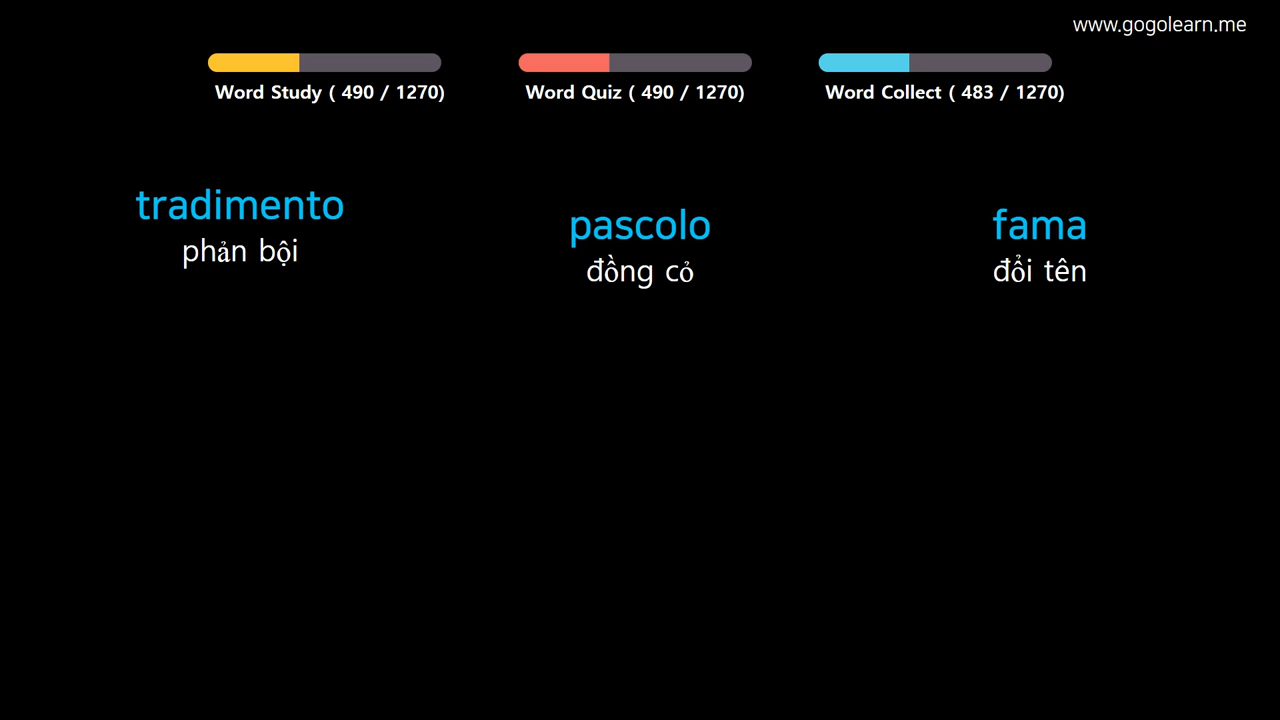 www.gogolearn.me
Word Study ( 490 / 1270)
Word Quiz ( 490 / 1270)
Word Collect ( 483 / 1270)
tradimento
phản bội
pascolo
đồng cỏ
fama
đổi tên